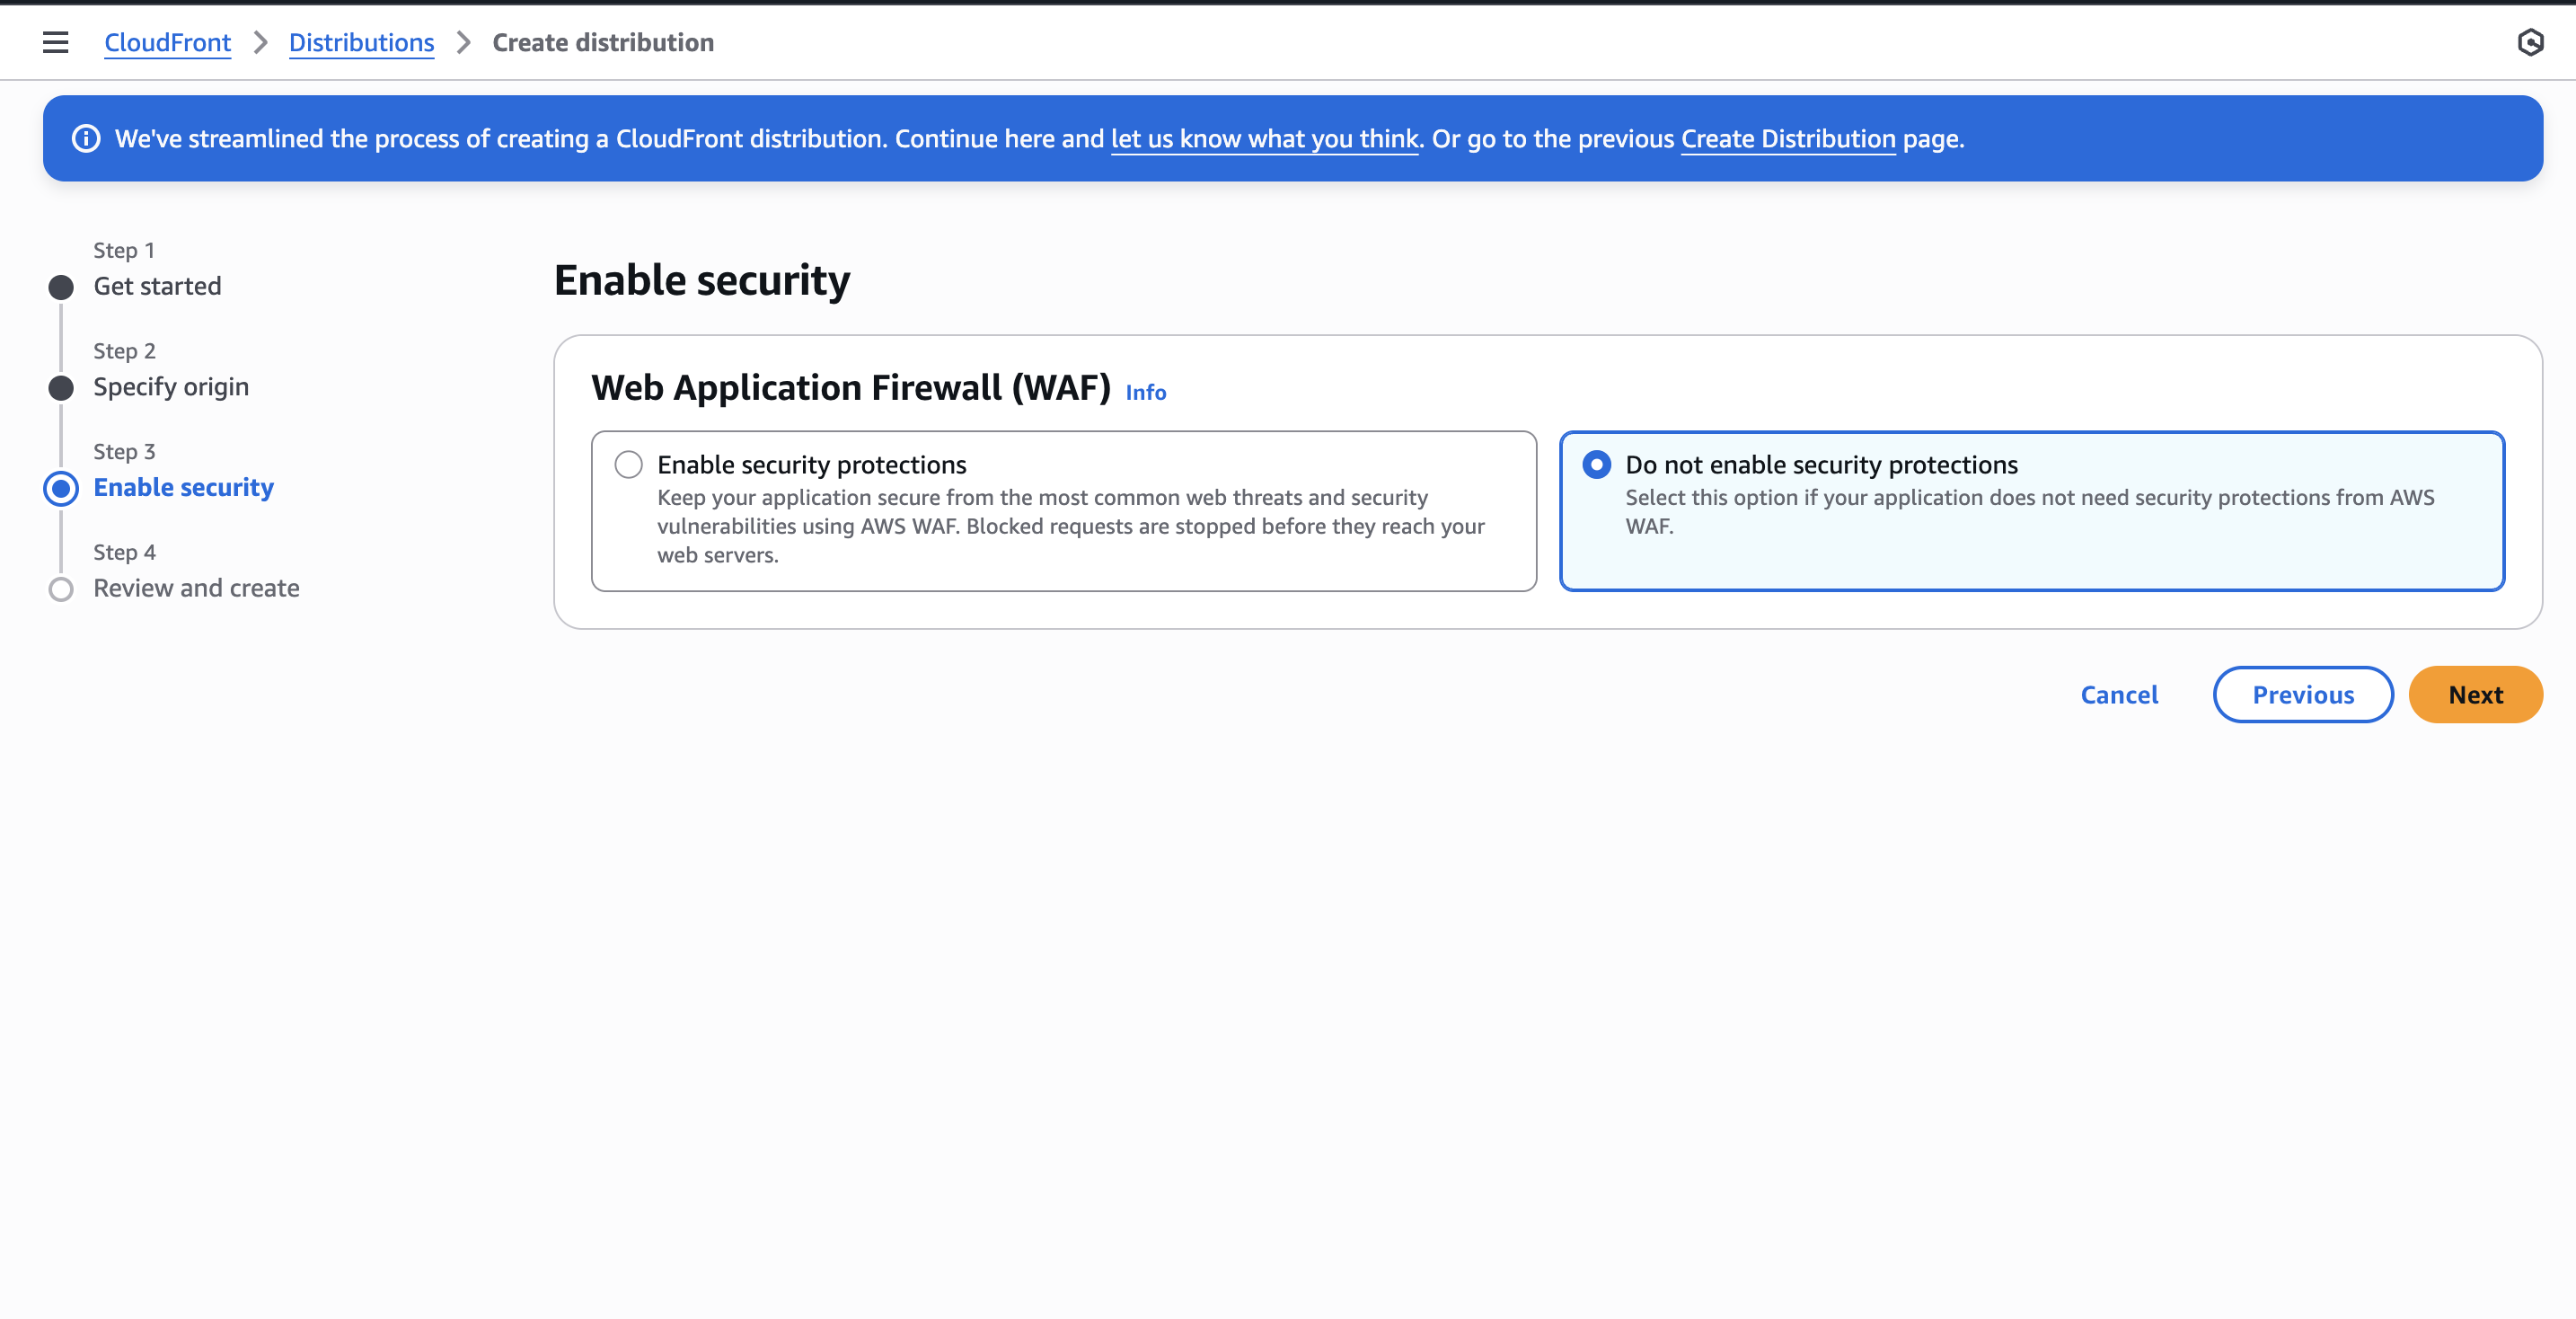 CloudFront > Distributions > Create distribution
We've streamlined the process of creating a CloudFront distribution. Continue here and let us know what you think. Or go to the previous Create Distribution page.
Step 1
Get started
Step 2
Specify origin
Step 3
Enable security
Step 4
Review and create
Enable security
Web Application Firewall (WAF) Info
Enable security protections
Keep your application secure from the most common web threats and security
vulnerabilities using AWS WAF. Blocked requests are stopped before they reach your
web servers.
Do not enable security protections
Select this option if your application does not need security protections from AWS
WAF.
Cancel Previous Next